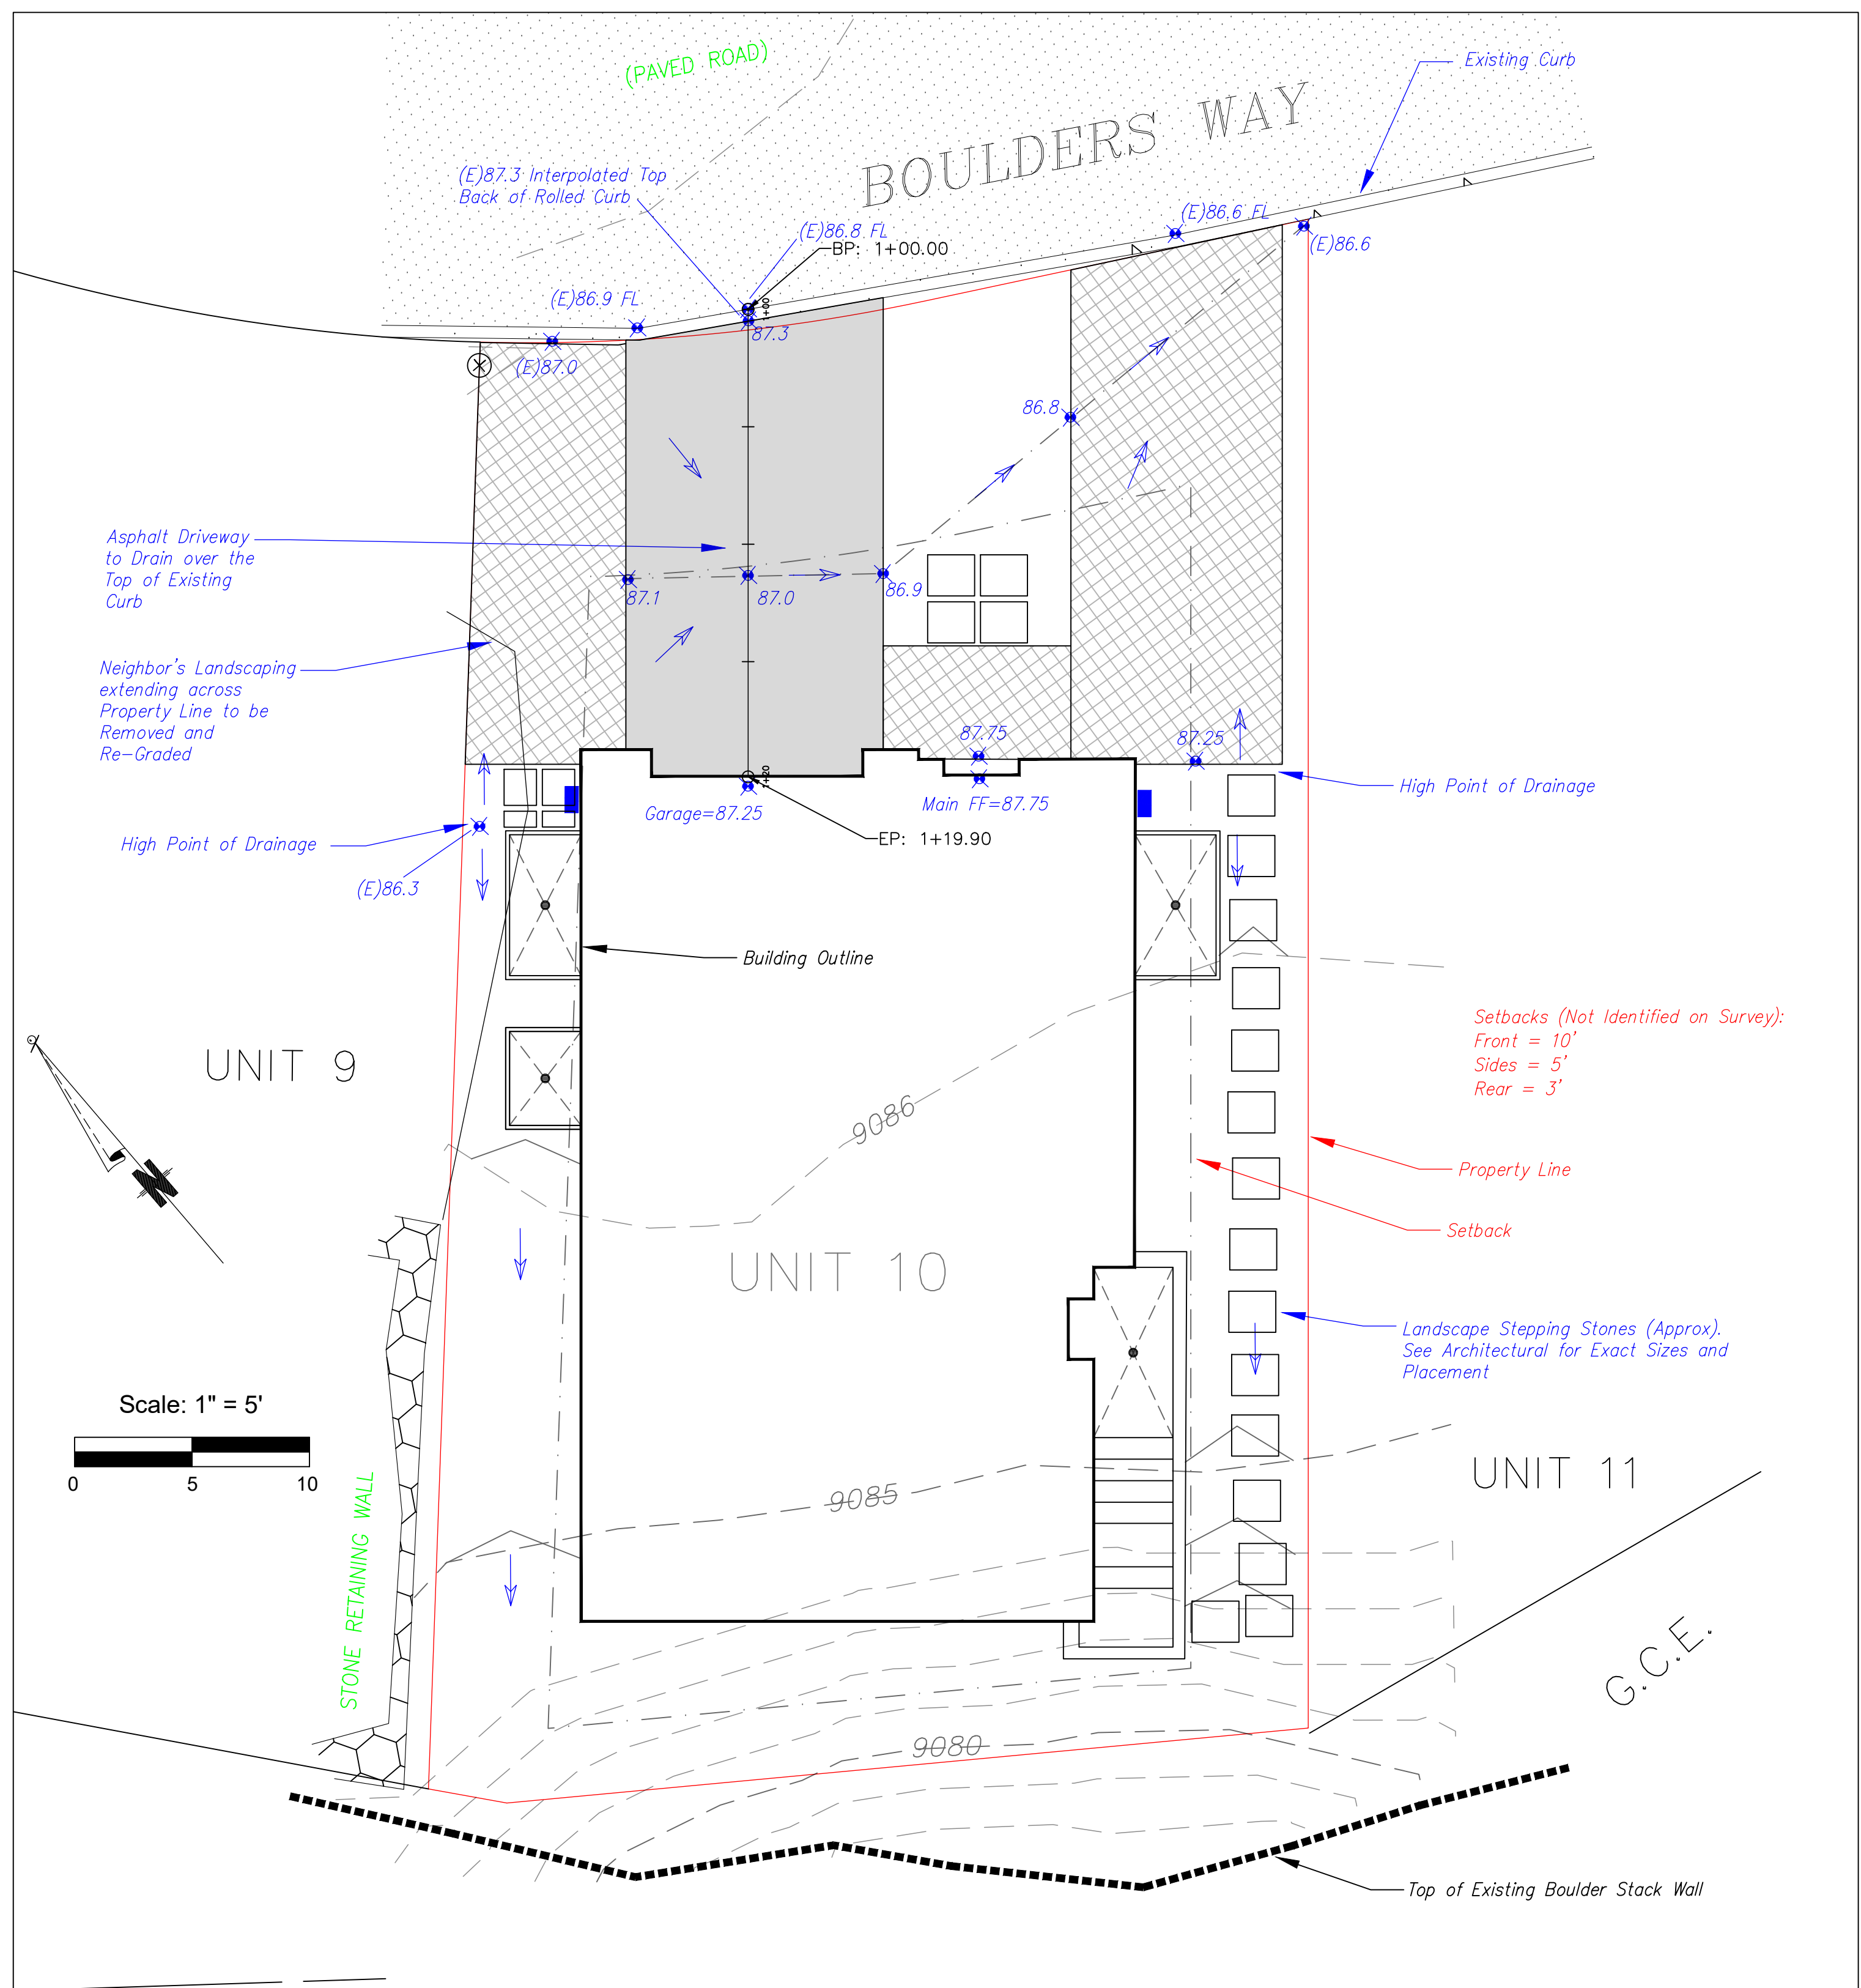 (PAVED ROAD)
BOULDERS WAY
Existing Curb
(E)87.3 Interpolated Top
Back of Rolled Curb
(E)86.8 FL
BP: 1+00.00
(E)86.6 FL
(E)86.6
(E)86.9 FL
1+00
87.3
(E)87.0
86.8
Asphalt Driveway
to Drain over the
Top of Existing
Curb
87.1
87.0
86.9
Neighbor's Landscaping
extending across
Property Line to be
Removed and
Re-Graded
87.75
87.25
1+20
Garage=87.25
Main FF=87.75
High Point of Drainage
EP: 1+19.90
High Point of Drainage
(E)86.3
Building Outline
Setbacks (Not Identified on Survey):
Front = 10'
Sides = 5'
Rear = 3'
UNIT 9
N
9086
Property Line
Setback
UNIT 10
Landscape Stepping Stones (Approx).
See Architectural for Exact Sizes and
Placement
Scale: 1" = 5'
0 5 10
UNIT 11
9085
STONE RETAINING WALL
G.C.E.
9080
Top of Existing Boulder Stack Wall